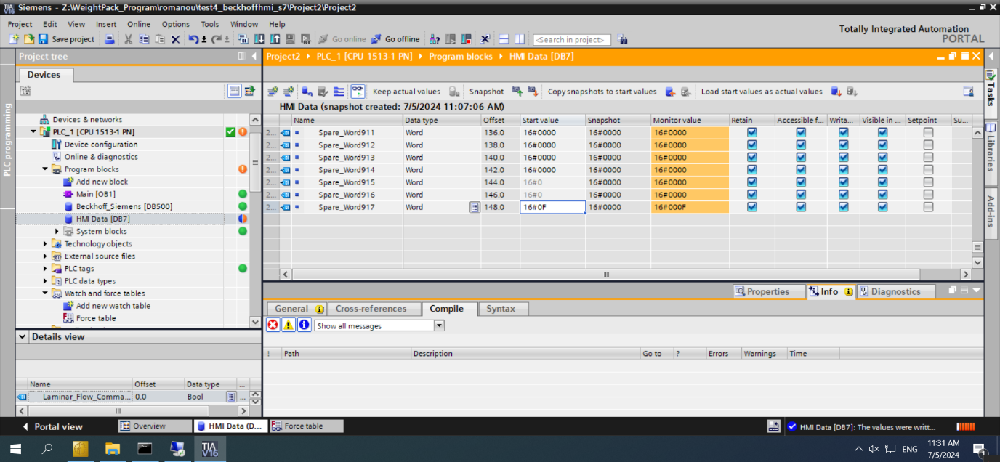 Siemens - Z:\WeightPack_Program\romanou\test4_beckhoffhmi_s7\Project2\Project2
Project Edit View Insert Online Options Tools Window Help
Totally Integrated Automation
PORTAL
Save project Go online Go offline <Search in project>
Project tree
Project2 PLC_1 [CPU 1513-1 PN] Program blocks HMI Data [DB7]
Devices
PLC programming
Keep actual values Snapshot Copy snapshots to start values Load start values as actual values
HMI Data (snapshot created: 7/5/2024 11:07:06 AM)
Name Data type Offset Start value Snapshot Monitor value Retain Accessible f... Writa... Visible in ... Setpoint Su...
2... Spare_Word911 Word 136.0 16#0000 16#0000 16#0000
2... Spare_Word912 Word 138.0 16#0000 16#0000 16#0000
2... Spare_Word913 Word 140.0 16#0000 16#0000 16#0000
2... Spare_Word914 Word 142.0 16#0000 16#0000 16#0000
2... Spare_Word915 Word 144.0 16#0 16#0000 16#0000
2... Spare_Word916 Word 146.0 16#0 16#0000 16#0000
2... Spare_Word917 Word 148.0 16#0F 16#0000 16#000F
Devices & networks
PLC_1 [CPU 1513-1 PN]
Device configuration
Online & diagnostics
Program blocks
Add new block
Main [OB1]
Beckhoff_Siemens [DB500]
HMI Data [DB7]
System blocks
Technology objects
External source files
PLC tags
PLC data types
Watch and force tables
Add new watch table
Force table
Tasks
Libraries
Add-ins
Properties Info Diagnostics
General Cross-references Compile Syntax
Show all messages
! Path Description Go to ? Errors Warnings Time
Details view
Name Offset Data type ...
Laminar_Flow_Comma... 0.0 Bool ...
Portal view Overview HMI Data (D... Force table HMI Data [DB7]: The values were writt...
TIA V16
ENG
11:31 AM
7/5/2024
1